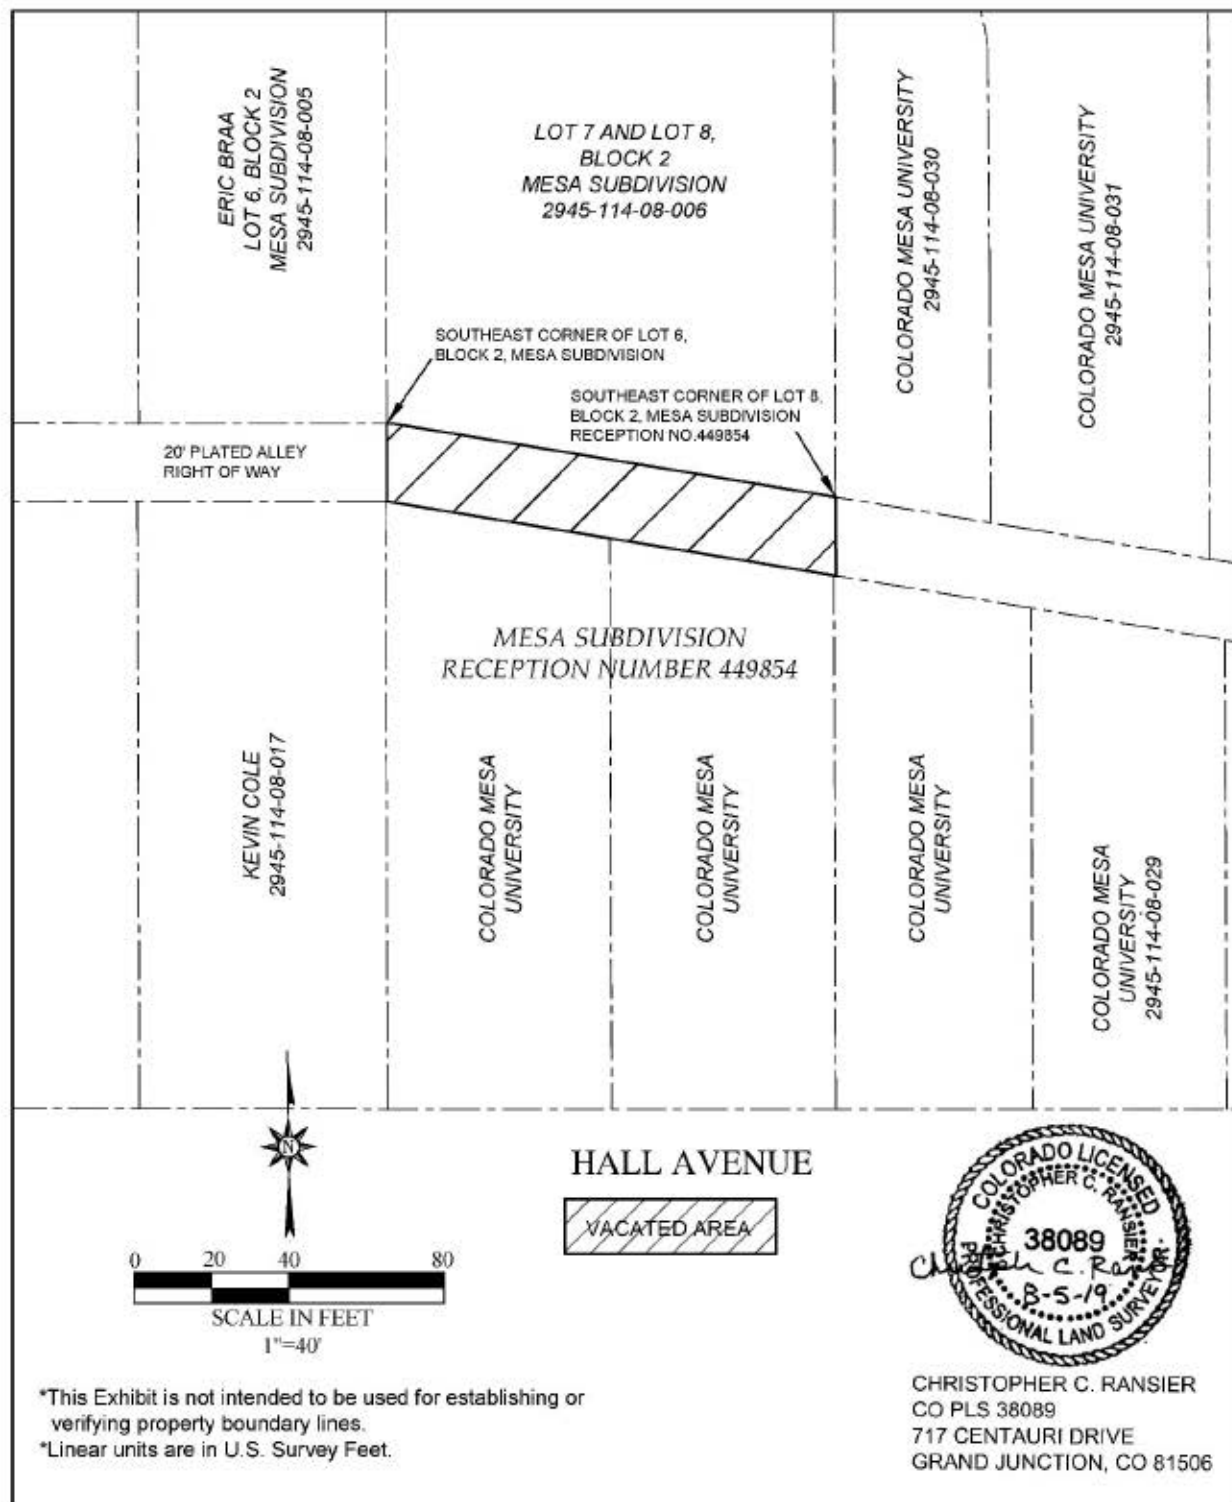 ERIC BRAA
LOT 6, BLOCK 2
MESA SUBDIVISION
2945-114-08-005
LOT 7 AND LOT 8,
BLOCK 2
MESA SUBDIVISION
2945-114-08-006
COLORADO MESA UNIVERSITY
2945-114-08-030
COLORADO MESA UNIVERSITY
2945-114-08-031
SOUTHEAST CORNER OF LOT 6,
BLOCK 2, MESA SUBDIVISION
SOUTHEAST CORNER OF LOT 8,
BLOCK 2, MESA SUBDIVISION
RECEPTION NO.449854
20' PLATED ALLEY
RIGHT OF WAY
MESA SUBDIVISION
RECEPTION NUMBER 449854
KEVIN COLE
2945-114-08-017
COLORADO MESA
UNIVERSITY
COLORADO MESA
UNIVERSITY
COLORADO MESA
UNIVERSITY
COLORADO MESA
UNIVERSITY
2945-114-08-029
N
HALL AVENUE
VACATED AREA
0 20 40 80
SCALE IN FEET
1"=40'
COLORADO LICENSED
CHRISTOPHER C. RANSIER
38089
Christopher C. Ransier
8-5-19
PROFESSIONAL LAND SURVEYOR
*This Exhibit is not intended to be used for establishing or
verifying property boundary lines.
*Linear units are in U.S. Survey Feet.
CHRISTOPHER C. RANSIER
CO PLS 38089
717 CENTAURI DRIVE
GRAND JUNCTION, CO 81506